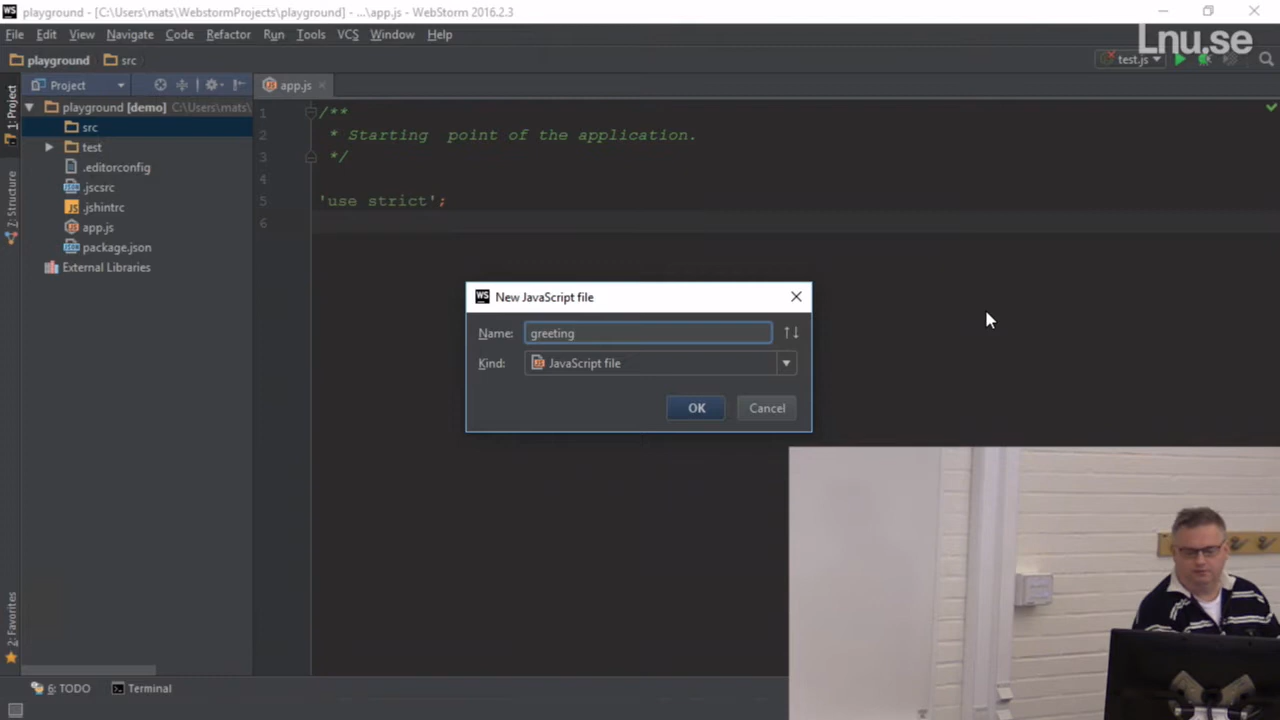 WS playground - [C:\Users\mats\WebstormProjects\playground] - ...\app.js - WebStorm 2016.2.3
File Edit View Navigate Code Refactor Run Tools VCS Window Help
Lnu.se
playground src
test.js
1: Project
Project
app.js
playground [demo] C:\Users\mats\
src
test
.editorconfig
.jscsrc
.jshintrc
app.js
package.json
External Libraries
7: Structure
2: Favorites
1 /**
2 * Starting point of the application.
3 */
4
5 'use strict';
6
WS New JavaScript file
Name: greeting
Kind: JavaScript file
OK Cancel
6: TODO Terminal